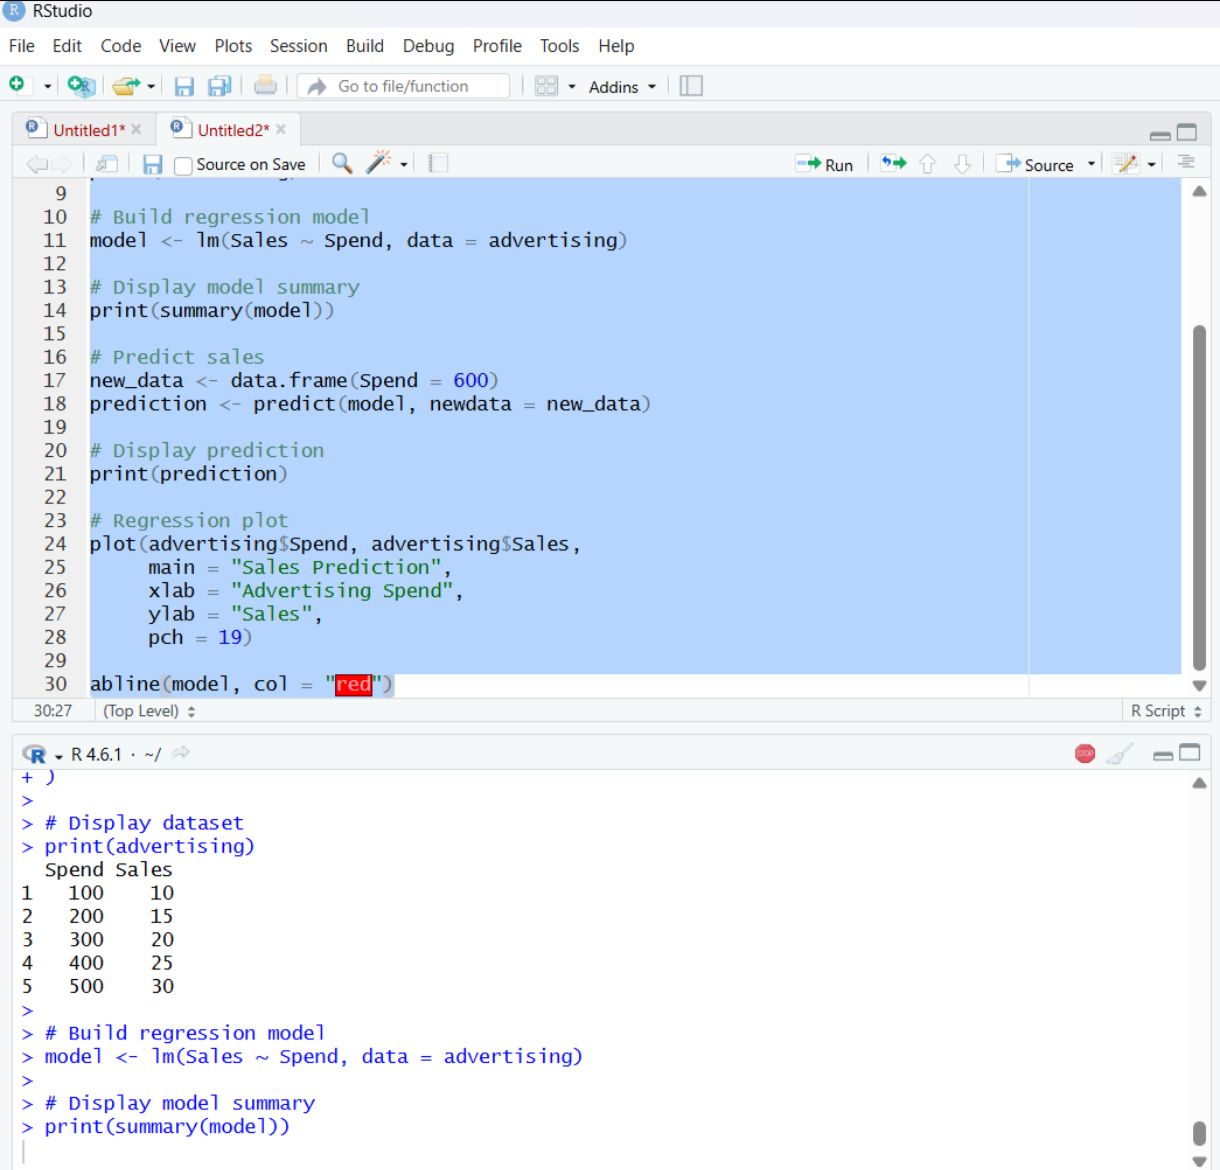 RStudio
File Edit Code View Plots Session Build Debug Profile Tools Help
Go to file/function Addins
Untitled1* Untitled2*
Source on Save Run Source
9
10 # Build regression model
11 model <- lm(Sales ~ Spend, data = advertising)
12
13 # Display model summary
14 print(summary(model))
15
16 # Predict sales
17 new_data <- data.frame(Spend = 600)
18 prediction <- predict(model, newdata = new_data)
19
20 # Display prediction
21 print(prediction)
22
23 # Regression plot
24 plot(advertising$Spend, advertising$Sales,
25 main = "Sales Prediction",
26 xlab = "Advertising Spend",
27 ylab = "Sales",
28 pch = 19)
29
30 abline(model, col = "red")
30:27 (Top Level) R Script
R 4.6.1 · ~/ STOP
+ )
>
> # Display dataset
> print(advertising)
Spend Sales
1 100 10
2 200 15
3 300 20
4 400 25
5 500 30
>
> # Build regression model
> model <- lm(Sales ~ Spend, data = advertising)
>
> # Display model summary
> print(summary(model))